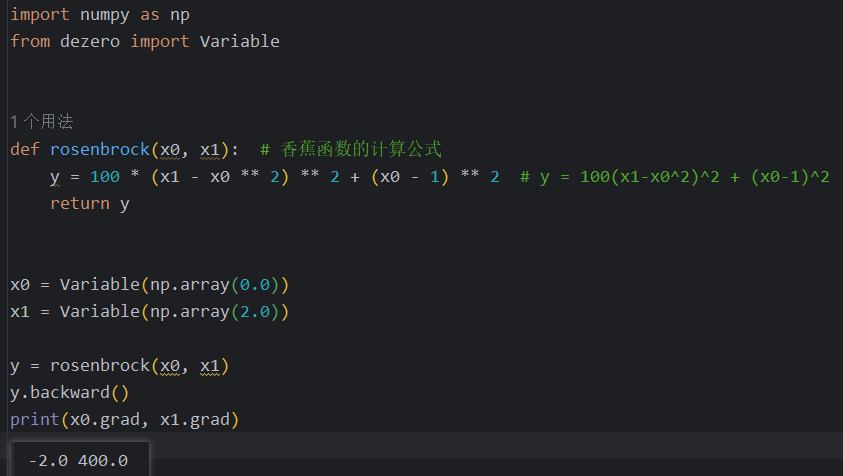 import numpy as np
from dezero import Variable
1 个用法
def rosenbrock(x0, x1):  # 香蕉函数的计算公式
    y = 100 * (x1 - x0 ** 2) ** 2 + (x0 - 1) ** 2  # y = 100(x1-x0^2)^2 + (x0-1)^2
    return y
x0 = Variable(np.array(0.0))
x1 = Variable(np.array(2.0))
y = rosenbrock(x0, x1)
y.backward()
print(x0.grad, x1.grad)
-2.0 400.0